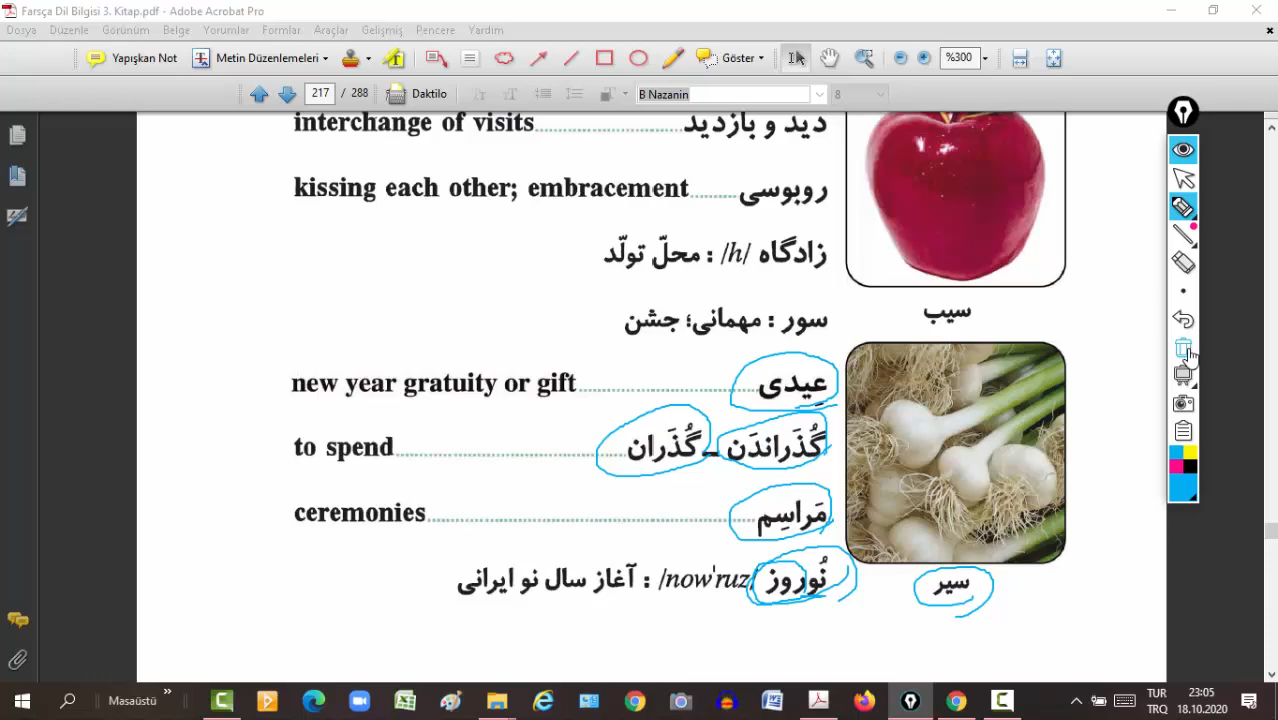 Farsça Dil Bilgisi 3. Kitap.pdf - Adobe Acrobat Pro
Dosya Düzenle Görünüm Belge Yorumlar Formlar Araçlar Gelişmiş Pencere Yardım
Yapışkan Not Metin Düzenlemeleri Göster %300
217 / 288 Daktilo B Nazanin 8
interchange of visits دید و بازدید
kissing each other; embracement روبوسی
زادگاه /h/ : محلّ تولّد
سیب
سور : مهمانی؛ جشن
new year gratuity or gift عِیدی
to spend گُذَراندَن ـ گُذَران
ceremonies مَراسِم
نُوروز /now'ruz/ : آغاز سال نو ایرانی
سیر
Masaüstü
TUR 23:05
TRQ 18.10.2020